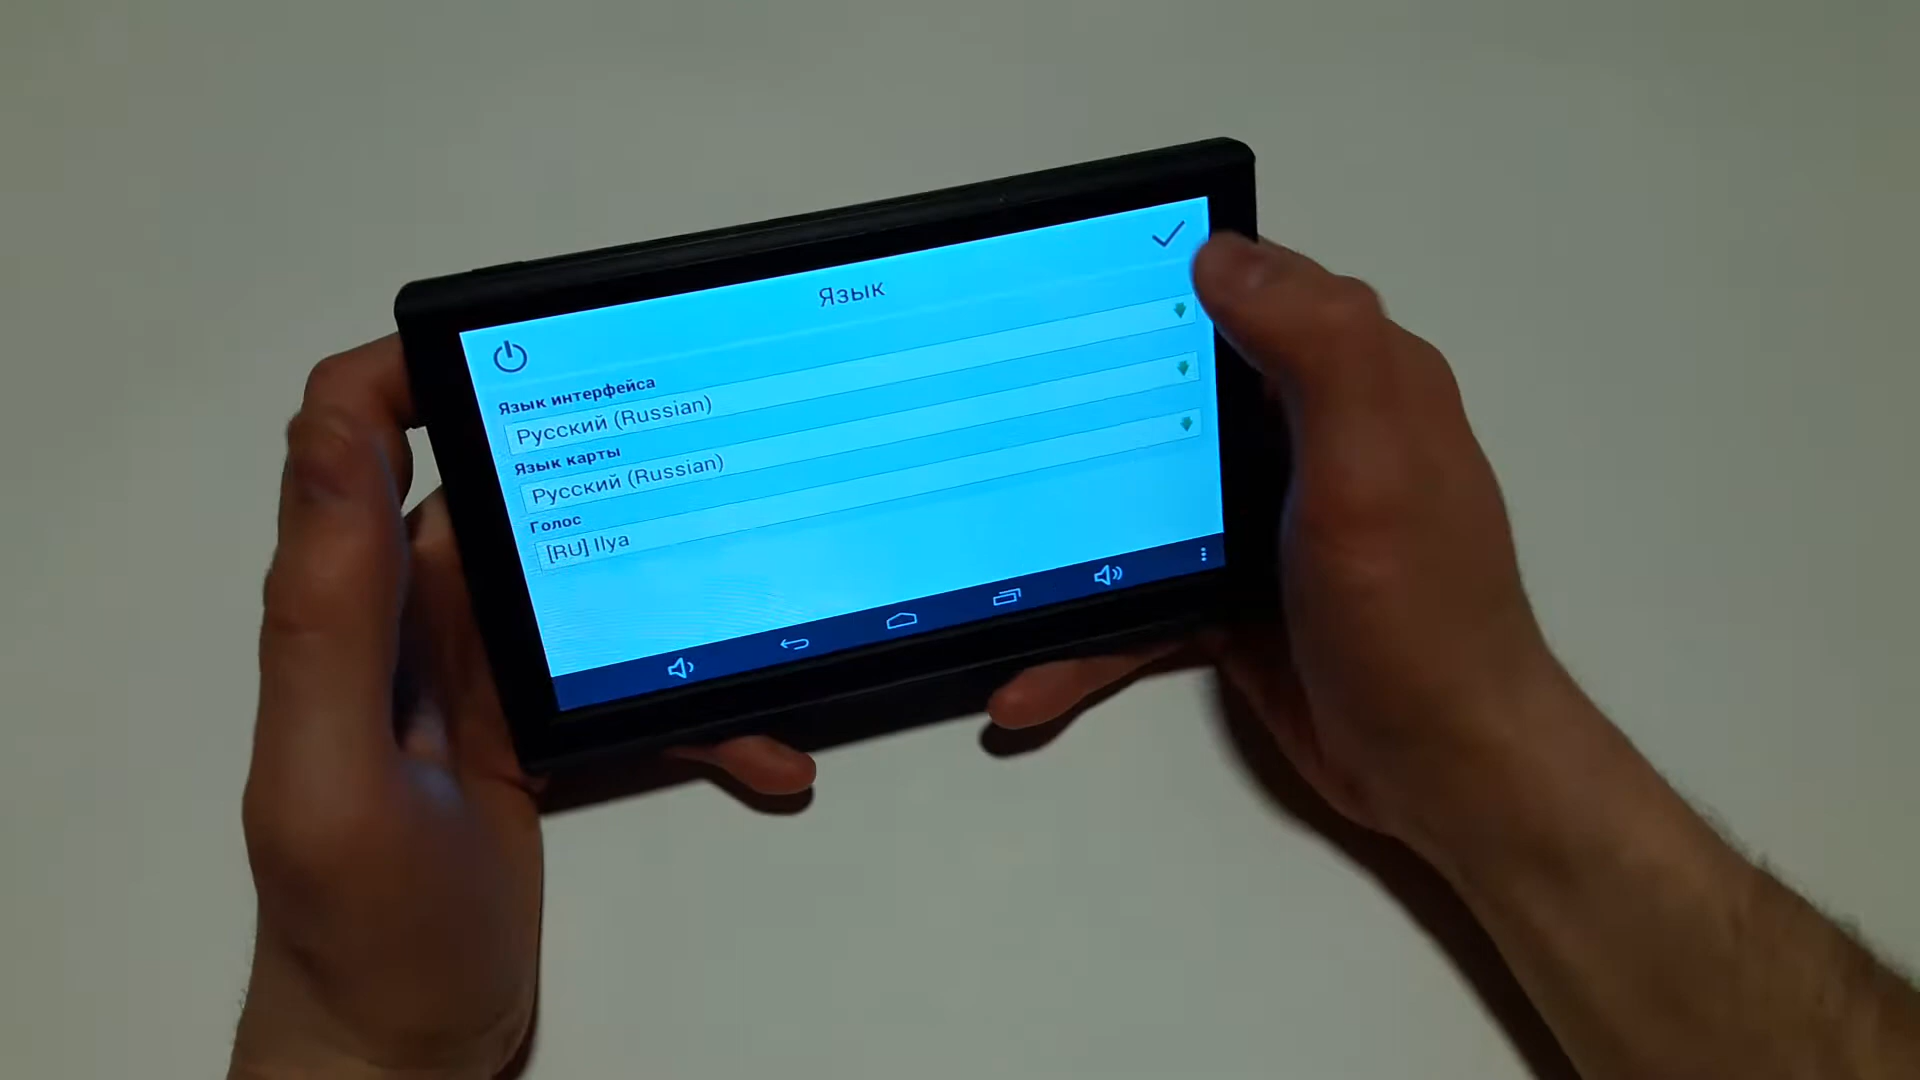 Язык
Язык интерфейса
Русский (Russian)
Язык карты
Русский (Russian)
Голос
[RU] Ilya